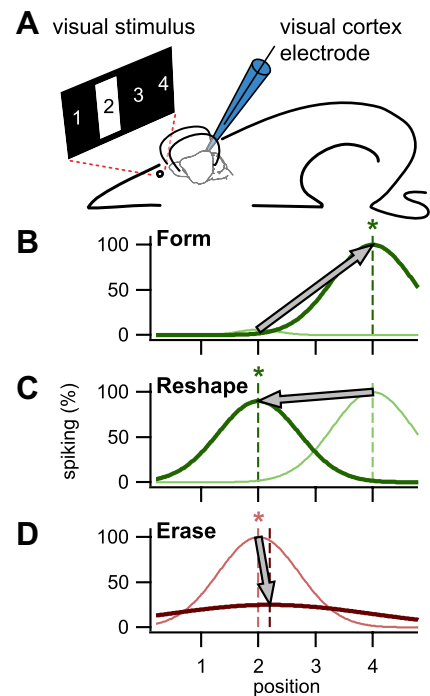 A visual stimulus
visual cortex
electrode
1 2 3 4
B Form
*
100
50
0
C Reshape
*
100
50
0
spiking (%)
D Erase
*
100
50
0
1 2 3 4
position